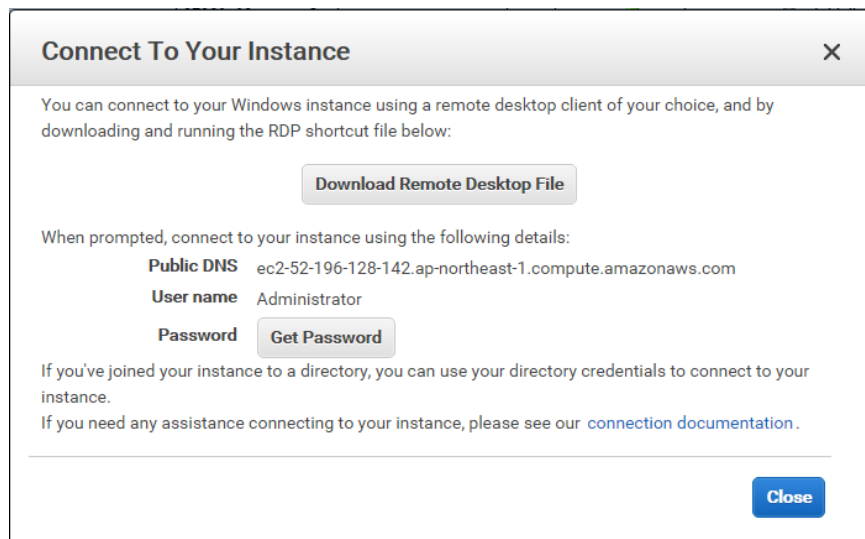 Connect To Your Instance
You can connect to your Windows instance using a remote desktop client of your choice, and by
downloading and running the RDP shortcut file below:
Download Remote Desktop File
When prompted, connect to your instance using the following details:
Public DNS ec2-52-196-128-142.ap-northeast-1.compute.amazonaws.com
User name Administrator
Password Get Password
If you've joined your instance to a directory, you can use your directory credentials to connect to your
instance.
If you need any assistance connecting to your instance, please see our connection documentation.
Close